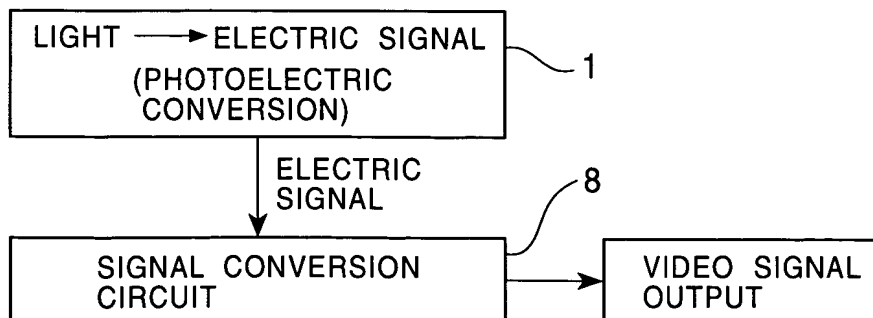 LIGHT → ELECTRIC SIGNAL
(PHOTOELECTRIC
CONVERSION)
1
ELECTRIC
SIGNAL
8
SIGNAL CONVERSION
CIRCUIT
VIDEO SIGNAL
OUTPUT